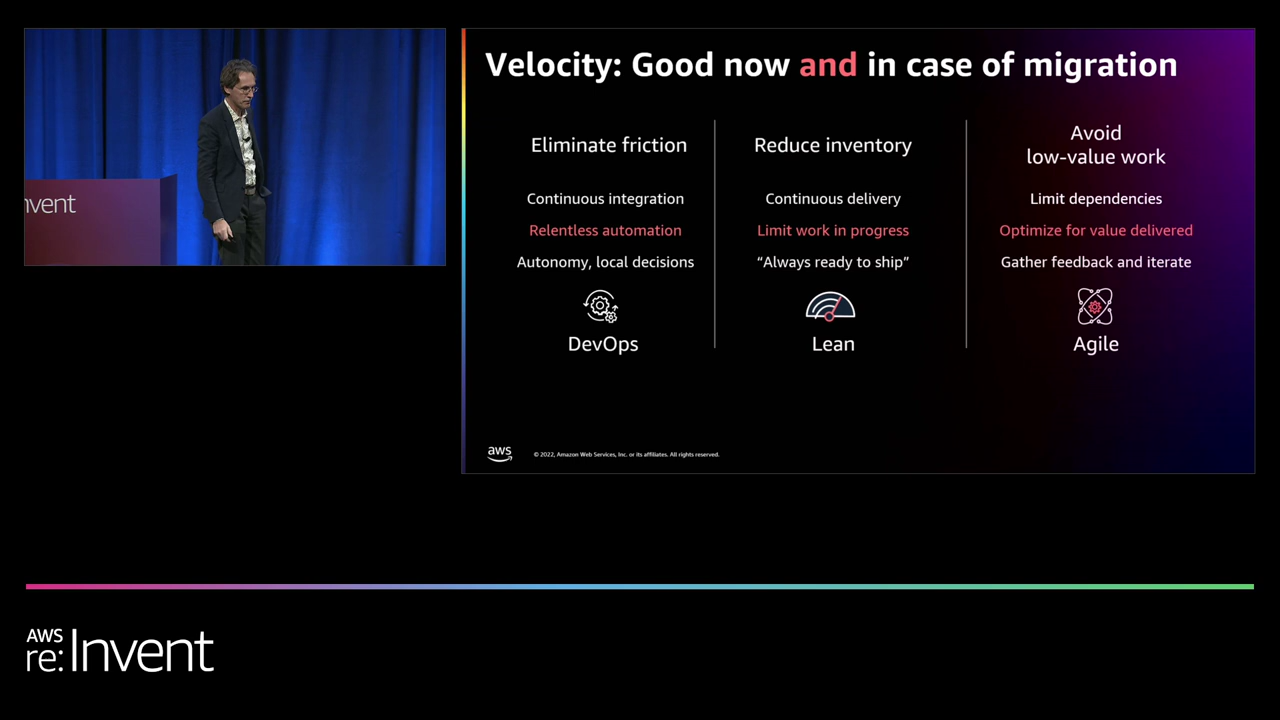 nvent
Velocity: Good now and in case of migration
Eliminate friction
Continuous integration
Relentless automation
Autonomy, local decisions
DevOps
Reduce inventory
Continuous delivery
Limit work in progress
“Always ready to ship”
Lean
Avoid
low-value work
Limit dependencies
Optimize for value delivered
Gather feedback and iterate
Agile
aws
© 2022, Amazon Web Services, Inc. or its affiliates. All rights reserved.
AWS
re:Invent